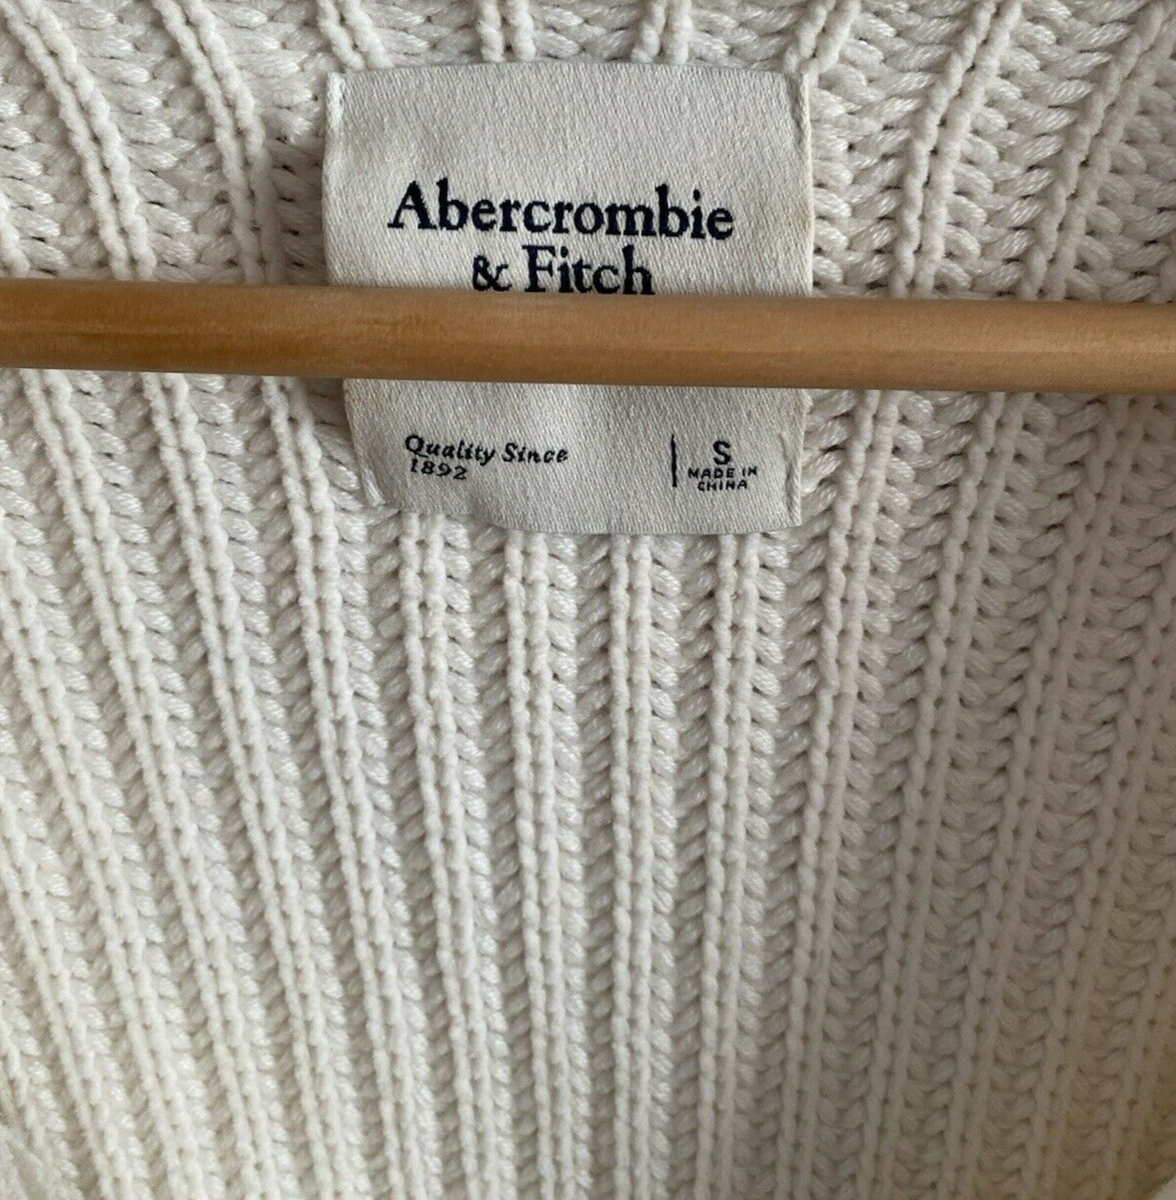 Abercrombie
& Fitch
Quality Since
1892
S
MADE IN
CHINA